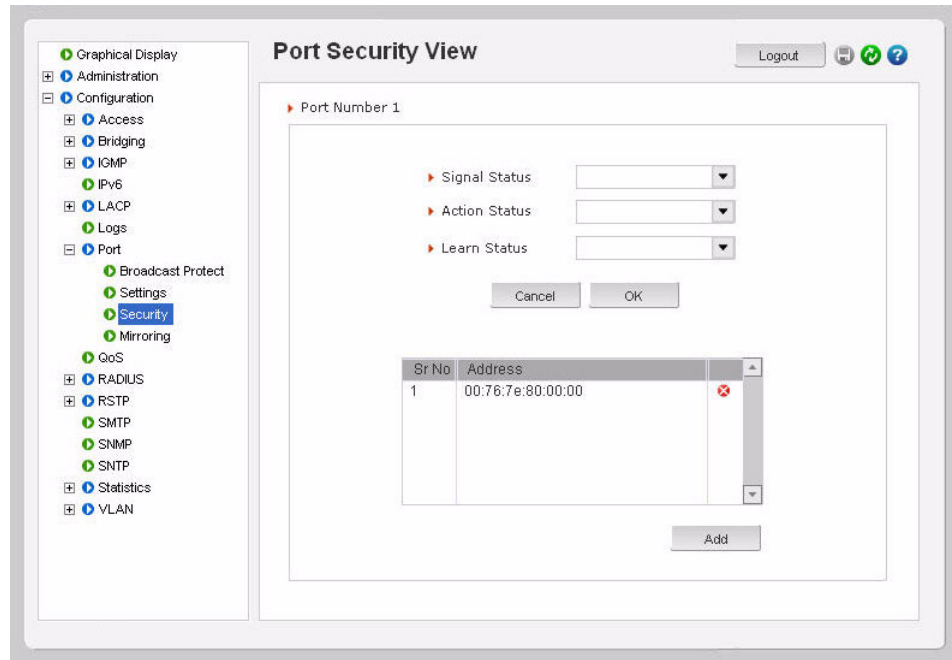 Graphical Display
Administration
Configuration
Access
Bridging
IGMP
IPv6
LACP
Logs
Port
Broadcast Protect
Settings
Security
Mirroring
QoS
RADIUS
RSTP
SMTP
SNMP
SNTP
Statistics
VLAN
Port Security View
Logout
?
Port Number 1
Signal Status
Action Status
Learn Status
Cancel OK
Sr No Address
1 00:76:7e:80:00:00
Add